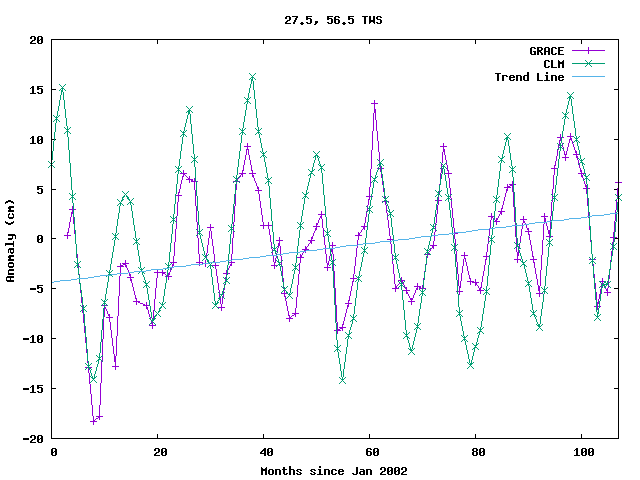 27.5, 56.5 TWS
GRACE
CLM
Trend Line
20
15
10
5
0
-5
-10
-15
-20
Anomaly (cm)
0 20 40 60 80 100
Months since Jan 2002